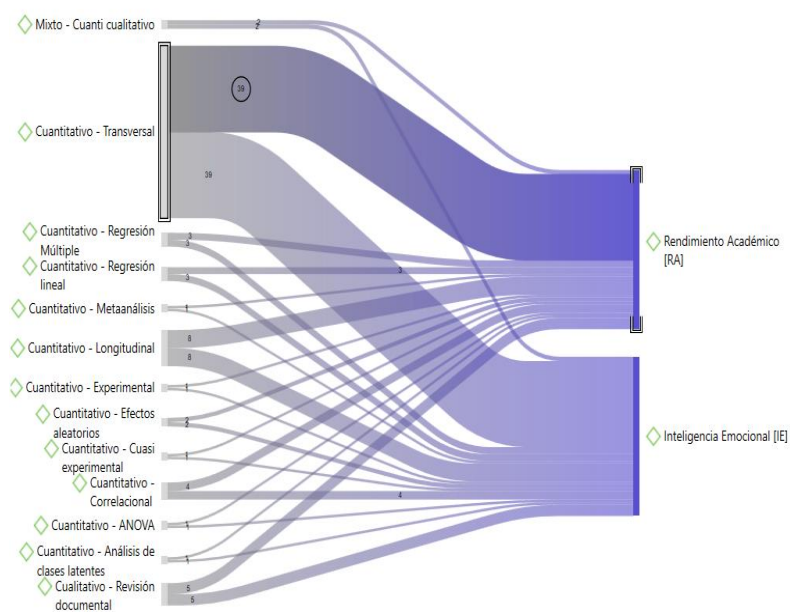 Mixto - Cuanti cualitativo
2
2
39
Cuantitativo - Transversal
39
Cuantitativo - Regresión
Múltiple
3
3
Rendimiento Académico
[RA]
Cuantitativo - Regresión
lineal
3
3
Cuantitativo - Metaanálisis
1
Cuantitativo - Longitudinal
8
8
Cuantitativo - Experimental
1
Cuantitativo - Efectos
aleatorios
2
2
Inteligencia Emocional [IE]
Cuantitativo - Cuasi
experimental
1
Cuantitativo -
Correlacional
4
4
Cuantitativo - ANOVA
1
Cuantitativo - Análisis de
clases latentes
1
Cualitativo - Revisión
documental
5
5